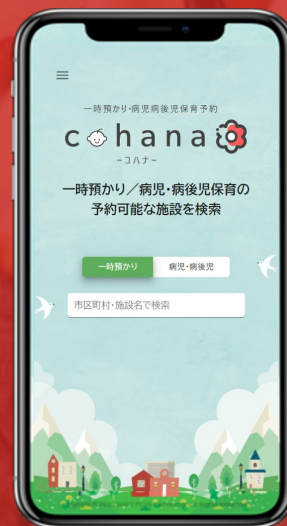 一時預かり・病児病後児保育予約
cohana
-コハナ-
一時預かり／病児・病後児保育の
予約可能な施設を検索
一時預かり 病児・病後児
市区町村・施設名で検索